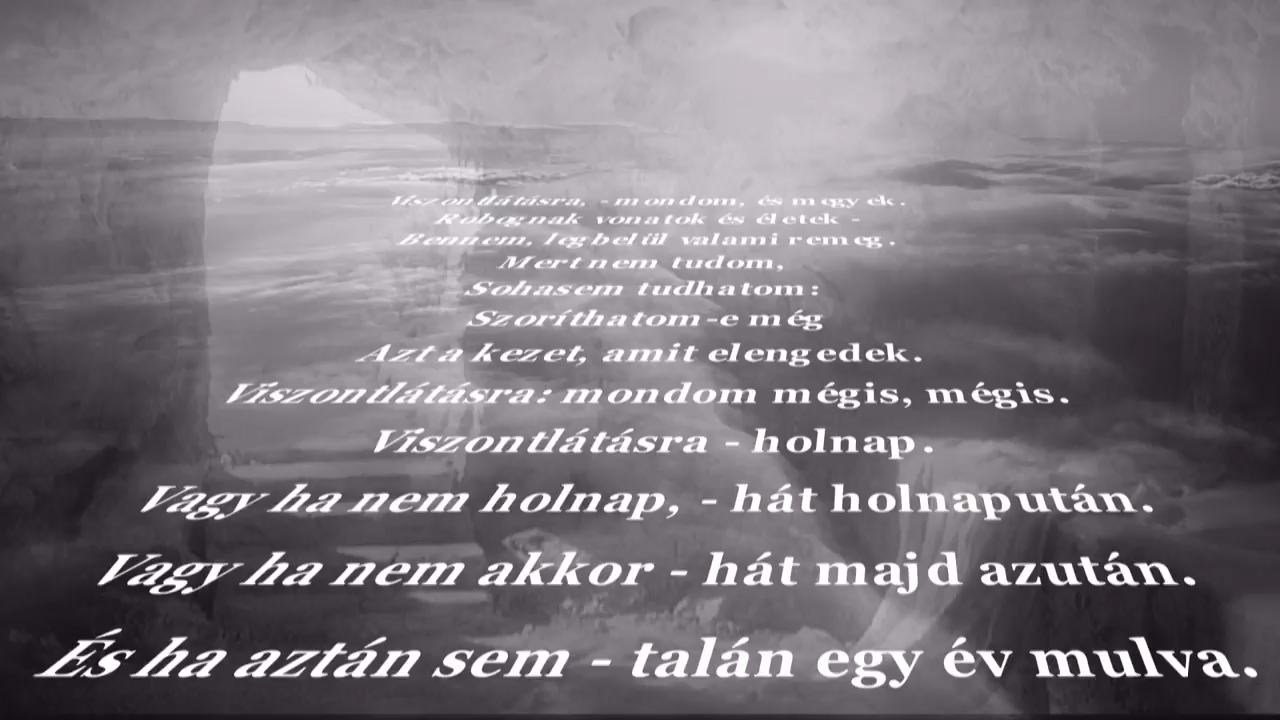 Viszontlátásra, - mondom, és megyek.
Robognak vonatok és életek -
Bennem, legbelül valami remeg.
Mert nem tudom,
Sohasem tudhatom:
Szoríthatom-e még
Azt a kezet, amit elengedek.
Viszontlátásra: mondom mégis, mégis.
Viszontlátásra - holnap.
Vagy ha nem holnap, - hát holnapután.
Vagy ha nem akkor - hát majd azután.
És ha aztán sem - talán egy év mulva.